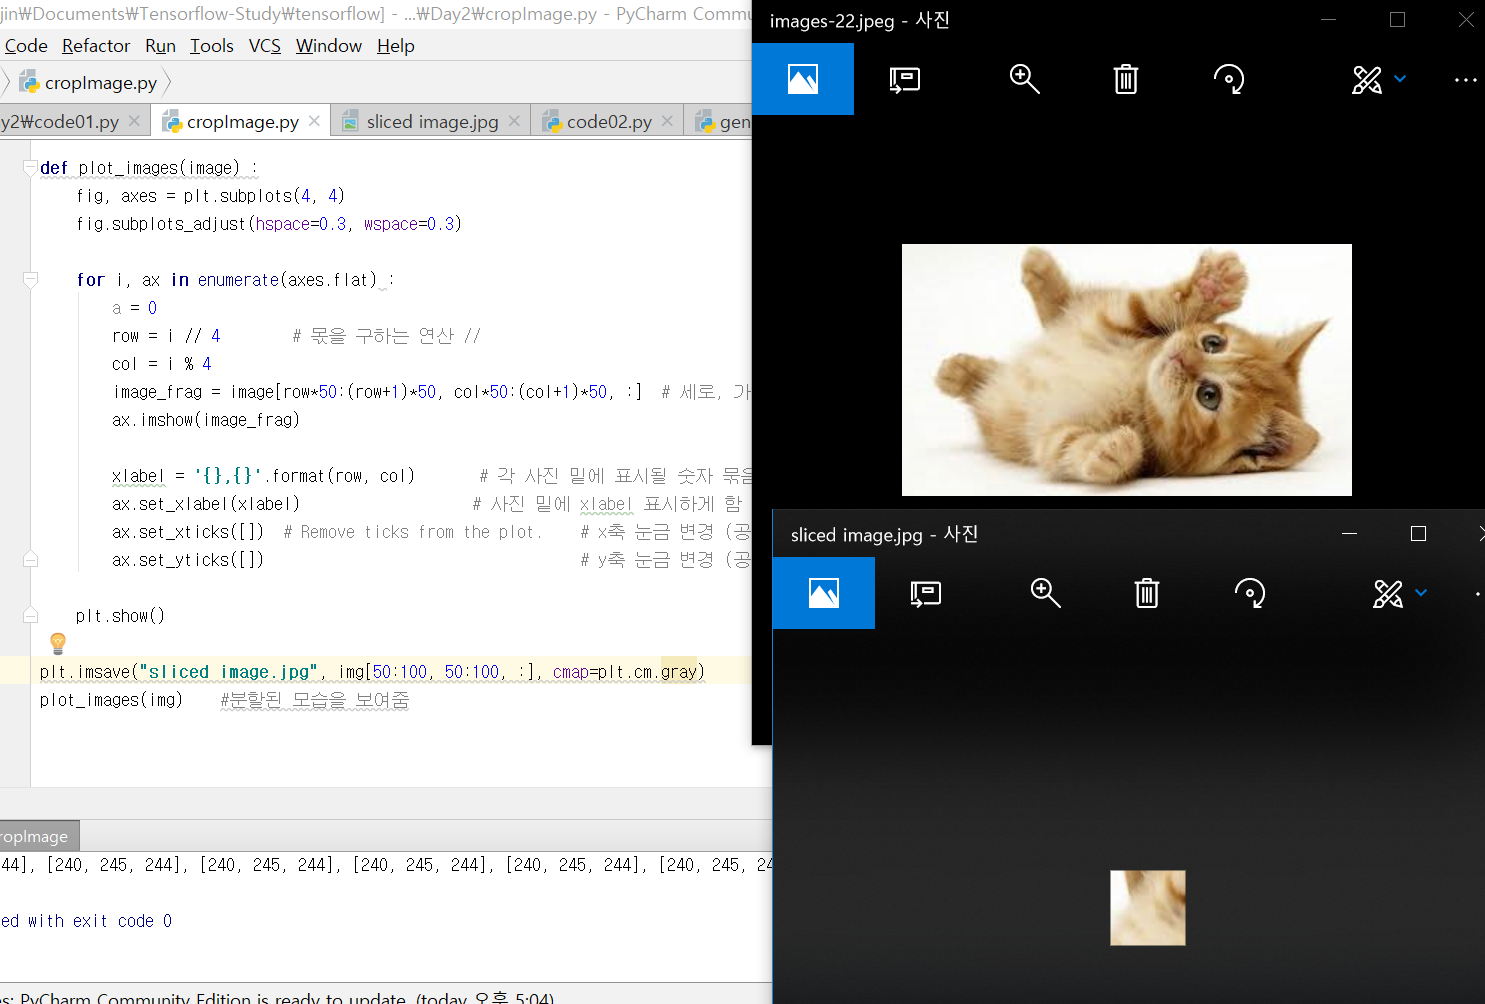 jin₩Documents₩Tensorflow-Study₩tensorflow] - ...₩Day2₩cropImage.py - PyCharm Commu
Code Refactor Run Tools VCS Window Help
cropImage.py
y2₩code01.py cropImage.py sliced image.jpg code02.py gen
def plot_images(image) :
fig, axes = plt.subplots(4, 4)
fig.subplots_adjust(hspace=0.3, wspace=0.3)
for i, ax in enumerate(axes.flat) :
a = 0
row = i // 4 # 몫을 구하는 연산 //
col = i % 4
image_frag = image[row*50:(row+1)*50, col*50:(col+1)*50, :] # 세로, 가
ax.imshow(image_frag)
xlabel = '{},{}'.format(row, col) # 각 사진 밑에 표시될 숫자 묶음
ax.set_xlabel(xlabel) # 사진 밑에 xlabel 표시하게 함
ax.set_xticks([]) # Remove ticks from the plot. # x축 눈금 변경 (공
ax.set_yticks([]) # y축 눈금 변경 (공
plt.show()
plt.imsave("sliced image.jpg", img[50:100, 50:100, :], cmap=plt.cm.gray)
plot_images(img) #분할된 모습을 보여줌
ropImage
44], [240, 245, 244], [240, 245, 244], [240, 245, 244], [240, 245, 244], [240, 245, 24
ed with exit code 0
es: PyCharm Community Edition is ready to update. (today 오후 5:04)
images-22.jpeg - 사진
sliced image.jpg - 사진